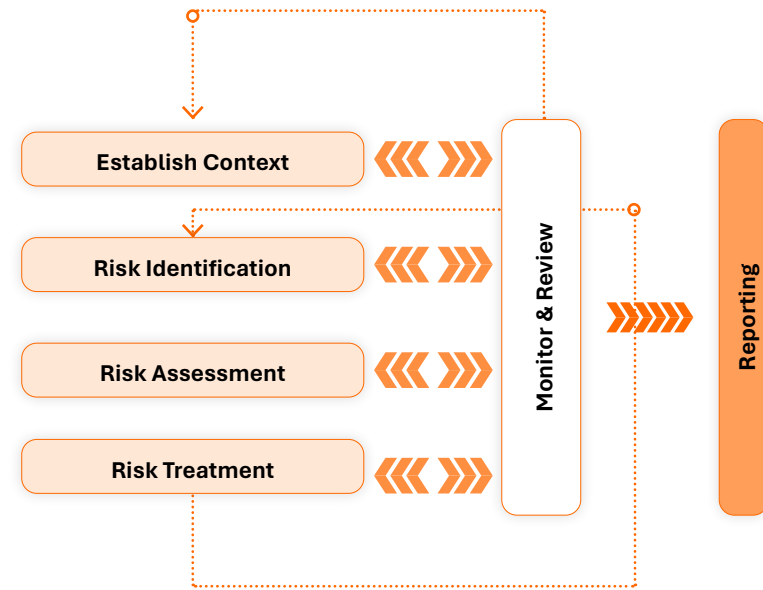 Establish Context
Risk Identification
Risk Assessment
Risk Treatment
Monitor & Review
Reporting